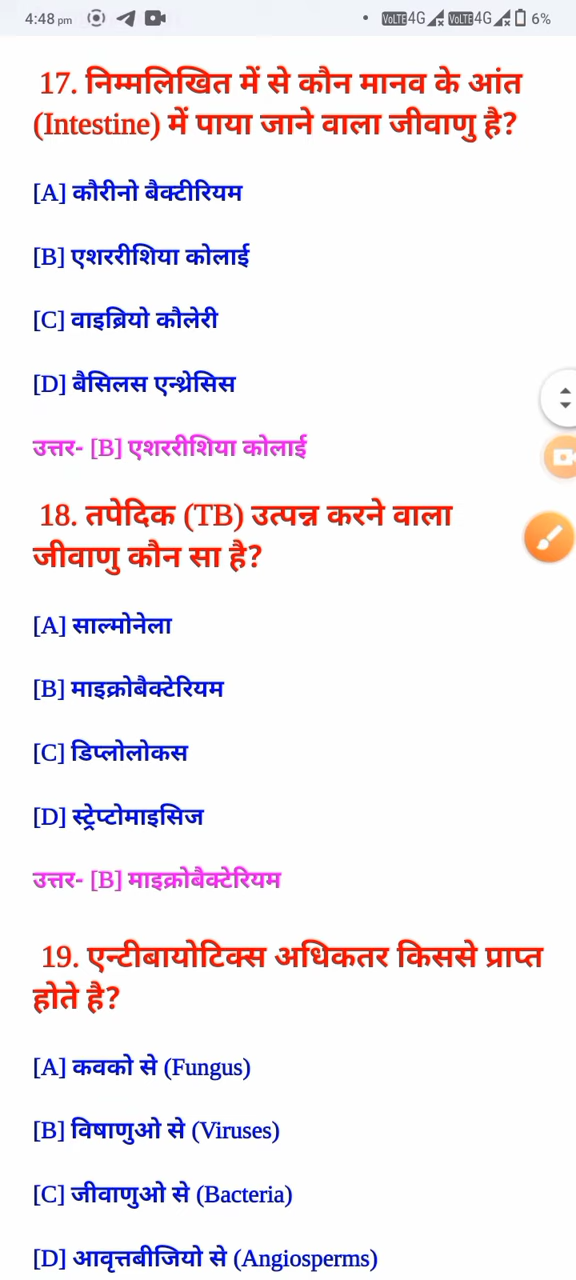 4:48 pm VoLTE 4G VoLTE 4G 6%
17. निम्मलिखित में से कौन मानव के आंत
(Intestine) में पाया जाने वाला जीवाणु है?
[A] कौरीनो बैक्टीरियम
[B] एशररीशिया कोलाई
[C] वाइब्रियो कौलेरी
[D] बैसिलस एन्थ्रेसिस
उत्तर- [B] एशररीशिया कोलाई
18. तपेदिक (TB) उत्पन्न करने वाला
जीवाणु कौन सा है?
[A] साल्मोनेला
[B] माइक्रोबैक्टेरियम
[C] डिप्लोलोकस
[D] स्ट्रेप्टोमाइसिज
उत्तर- [B] माइक्रोबैक्टेरियम
19. एन्टीबायोटिक्स अधिकतर किससे प्राप्त
होते है?
[A] कवको से (Fungus)
[B] विषाणुओ से (Viruses)
[C] जीवाणुओ से (Bacteria)
[D] आवृत्तबीजियो से (Angiosperms)